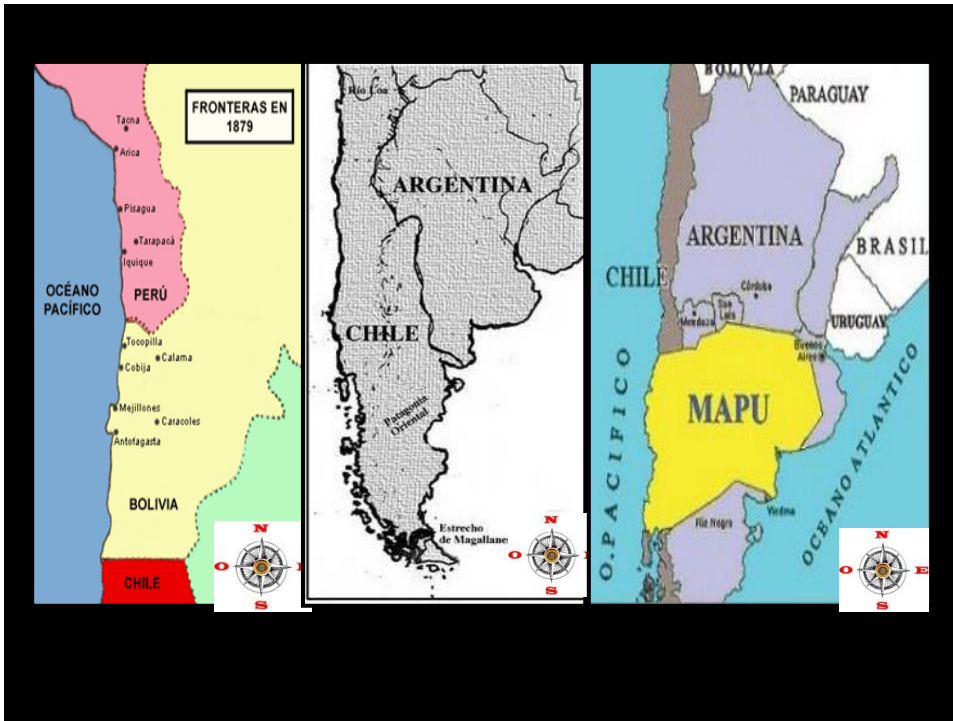 FRONTERAS EN
1879
Tacna
Arica
Pisagua
Tarapacá
Iquique
OCÉANO
PACÍFICO
PERÚ
Tocopilla
Calama
Cobija
Mejillones
Caracoles
Antofagasta
BOLIVIA
CHILE
N
O
S
Río Loa
ARGENTINA
CHILE
Patagonia
Oriental
Estrecho
de Magallane
N
O
S
BOLIVIA
PARAGUAY
ARGENTINA
BRASIL
CHILE
Córdoba
San
Luis
Mendoza
URUGUAY
Buenos
Aires
MAPU
O. PACIFICO
OCEANO ATLANTICO
Viedma
Río Negro
N
O
E
S